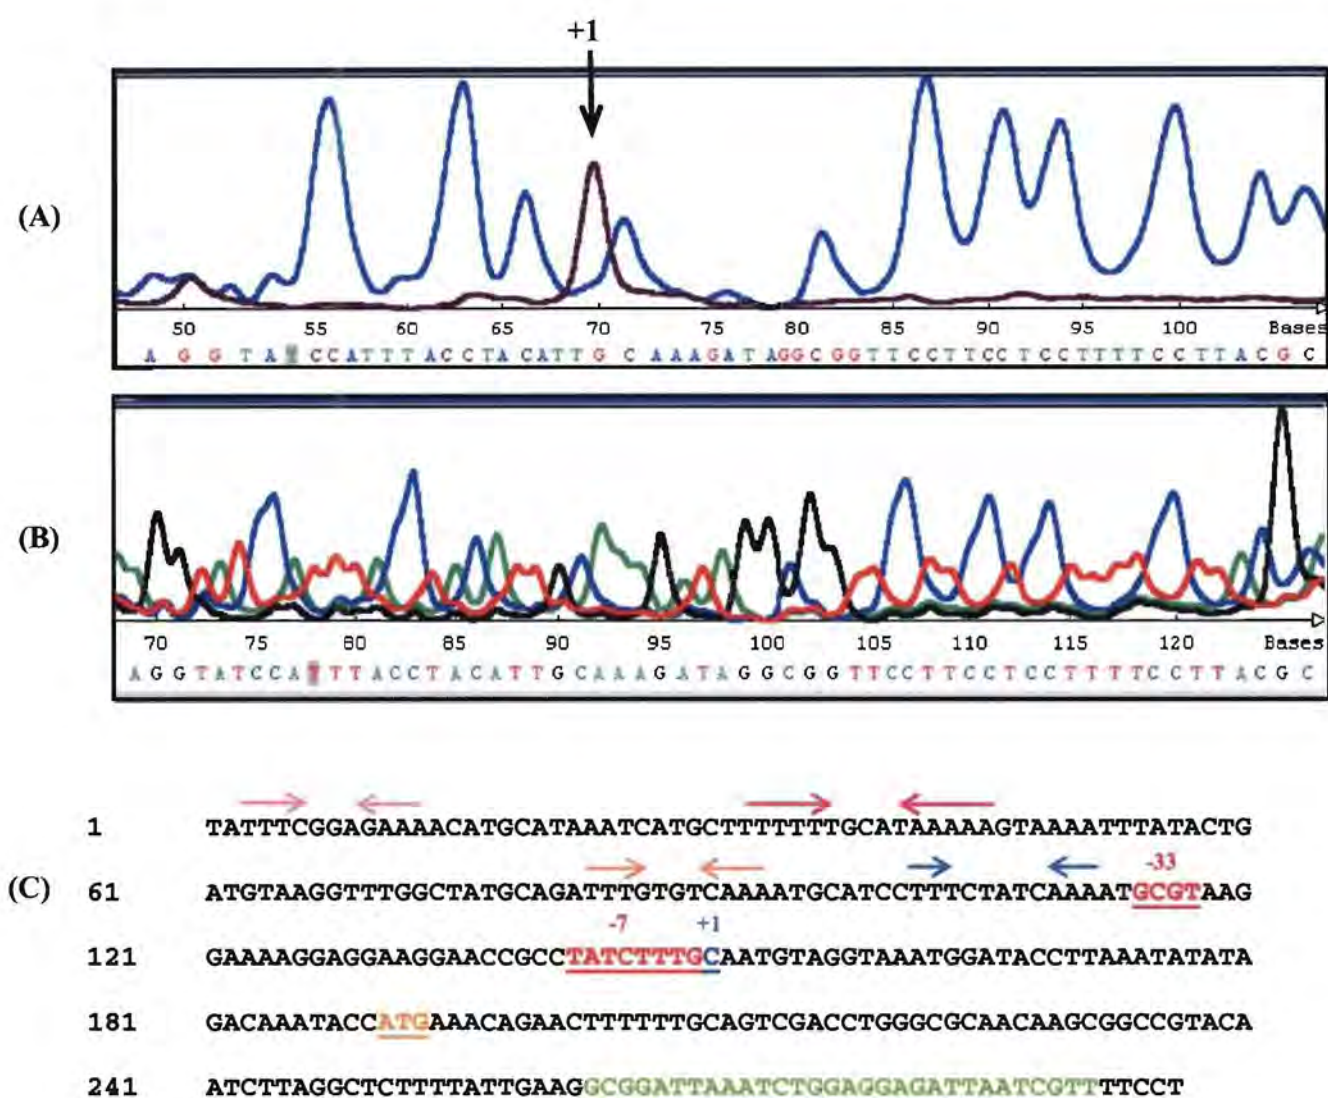 +1
(A)
50 55 60 65 70 75 80 85 90 95 100 Bases
A G G T A T C C A T T T A C C T A C A T T G C A A A G A T A G G C G G T T C C T T C C T C C T T T T C C T T A C G C
(B)
70 75 80 85 90 95 100 105 110 115 120 Bases
A G G T A T C C A T T T A C C T A C A T T G C A A A G A T A G G C G G T T C C T T C C T C C T T T T C C T T A C G C
(C)
1 TATTTCGGAGAAAACATGCATAAATCATGCTTTTTTTGCATAAAAAGTAAAATTTATACTG
-33
61 ATGTAAGGTTTGGCTATGCAGATTTGTGTCAAAATGCATCCTTTCTATCAAAATGCGTAAG
-7 +1
121 GAAAAGGAGGAAGGAACCGCCTATCTTTGCAATGTAGGTAAATGGATACCTTAAATATATA
181 GACAAATACCATGAAACAGAACTTTTTTGCAGTCGACCTGGGCGCAACAAGCGGCCGTACA
241 ATCTTAGGCTCTTTTATTGAAGGCGGATTAAATCTGGAGGAGATTAATCGTTTTCCT